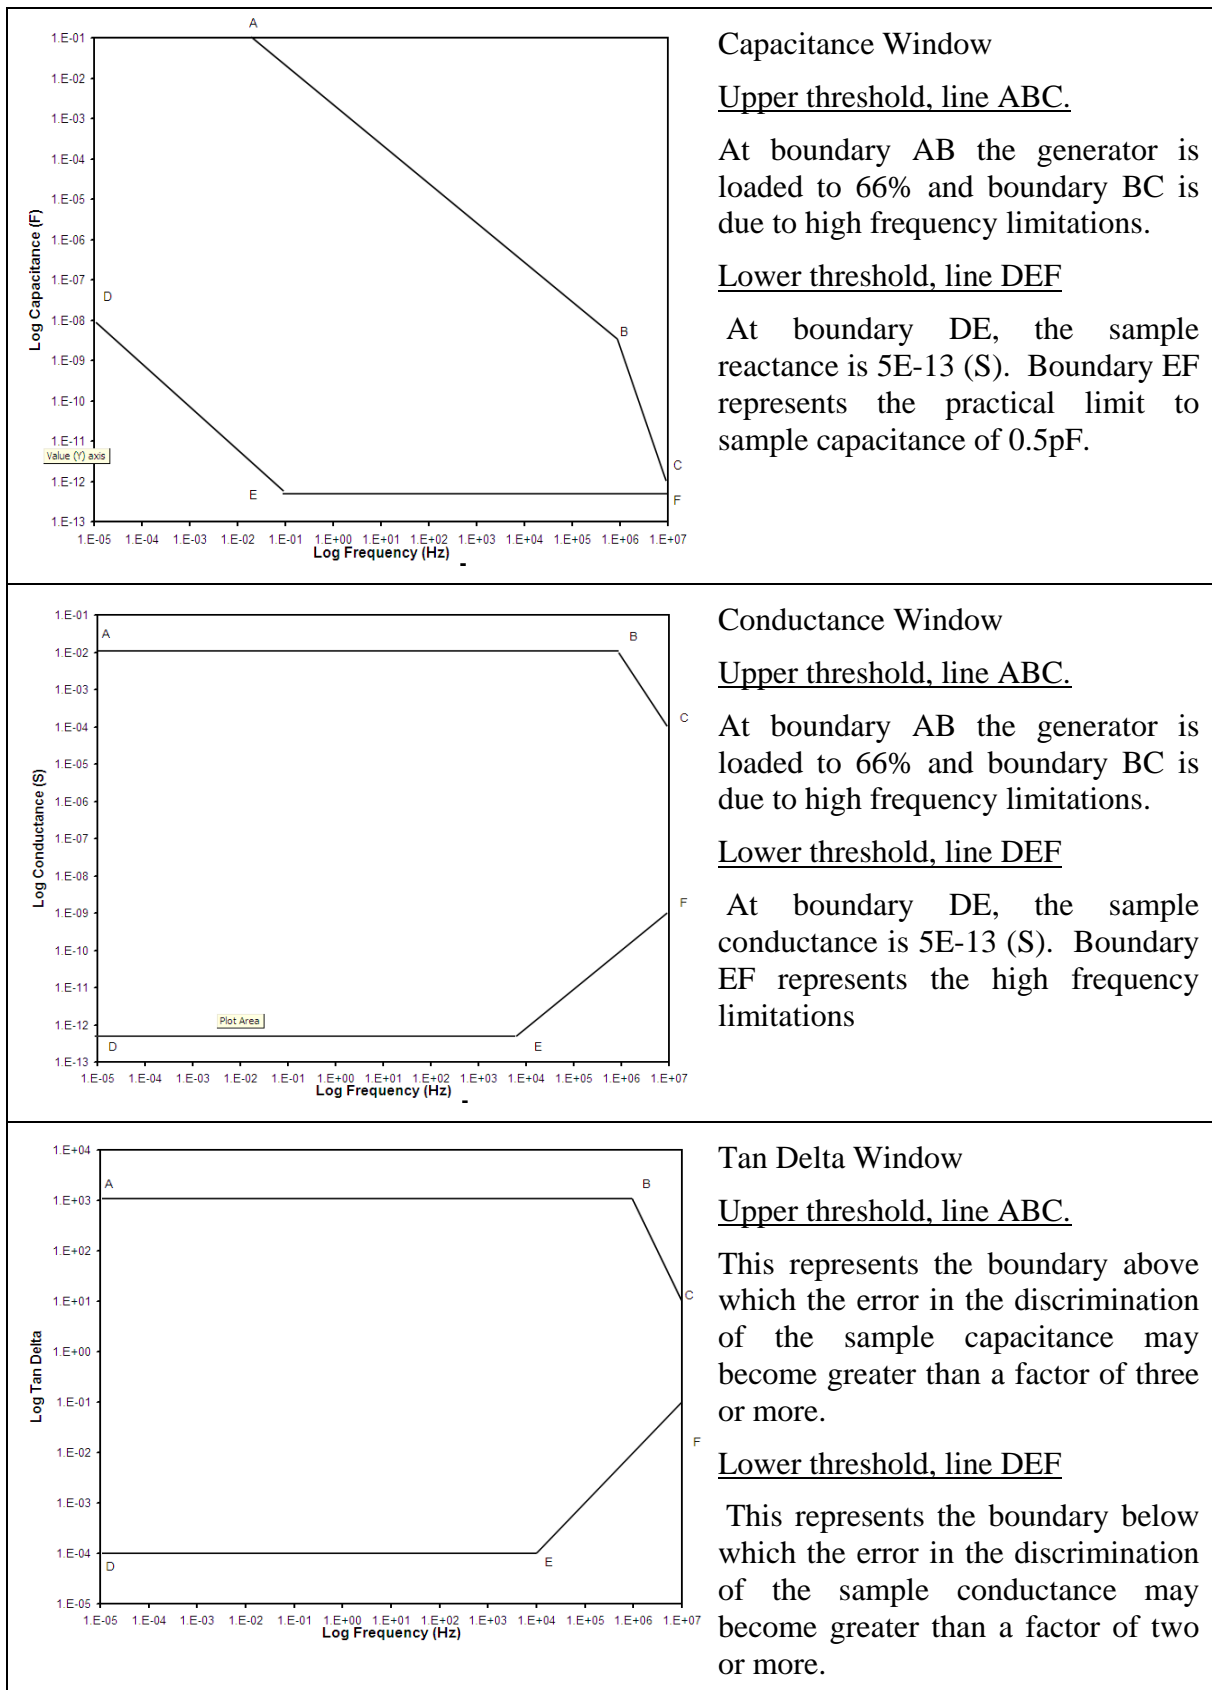 A
1.E-01
1.E-02
1.E-03
1.E-04
1.E-05
1.E-06
1.E-07
1.E-08
1.E-09
1.E-10
1.E-11
1.E-12
1.E-13
Log Capacitance (F)
D
B
Value (Y) axis
E
C
F
1.E-05 1.E-04 1.E-03 1.E-02 1.E-01 1.E+00 1.E+01 1.E+02 1.E+03 1.E+04 1.E+05 1.E+06 1.E+07
Log Frequency (Hz)
Capacitance Window
Upper threshold, line ABC.
At boundary AB the generator is
loaded to 66% and boundary BC is
due to high frequency limitations.
Lower threshold, line DEF
At boundary DE, the sample
reactance is 5E-13 (S). Boundary EF
represents the practical limit to
sample capacitance of 0.5pF.
1.E-01
1.E-02
1.E-03
1.E-04
1.E-05
1.E-06
1.E-07
1.E-08
1.E-09
1.E-10
1.E-11
1.E-12
1.E-13
Log Conductance (S)
A
B
C
F
Plot Area
D
E
1.E-05 1.E-04 1.E-03 1.E-02 1.E-01 1.E+00 1.E+01 1.E+02 1.E+03 1.E+04 1.E+05 1.E+06 1.E+07
Log Frequency (Hz)
Conductance Window
Upper threshold, line ABC.
At boundary AB the generator is
loaded to 66% and boundary BC is
due to high frequency limitations.
Lower threshold, line DEF
At boundary DE, the sample
conductance is 5E-13 (S). Boundary
EF represents the high frequency
limitations
1.E+04
1.E+03
1.E+02
1.E+01
1.E+00
1.E-01
1.E-02
1.E-03
1.E-04
1.E-05
Log Tan Delta
A
B
C
F
D
E
1.E-05 1.E-04 1.E-03 1.E-02 1.E-01 1.E+00 1.E+01 1.E+02 1.E+03 1.E+04 1.E+05 1.E+06 1.E+07
Log Frequency (Hz)
Tan Delta Window
Upper threshold, line ABC.
This represents the boundary above
which the error in the discrimination
of the sample capacitance may
become greater than a factor of three
or more.
Lower threshold, line DEF
This represents the boundary below
which the error in the discrimination
of the sample conductance may
become greater than a factor of two
or more.